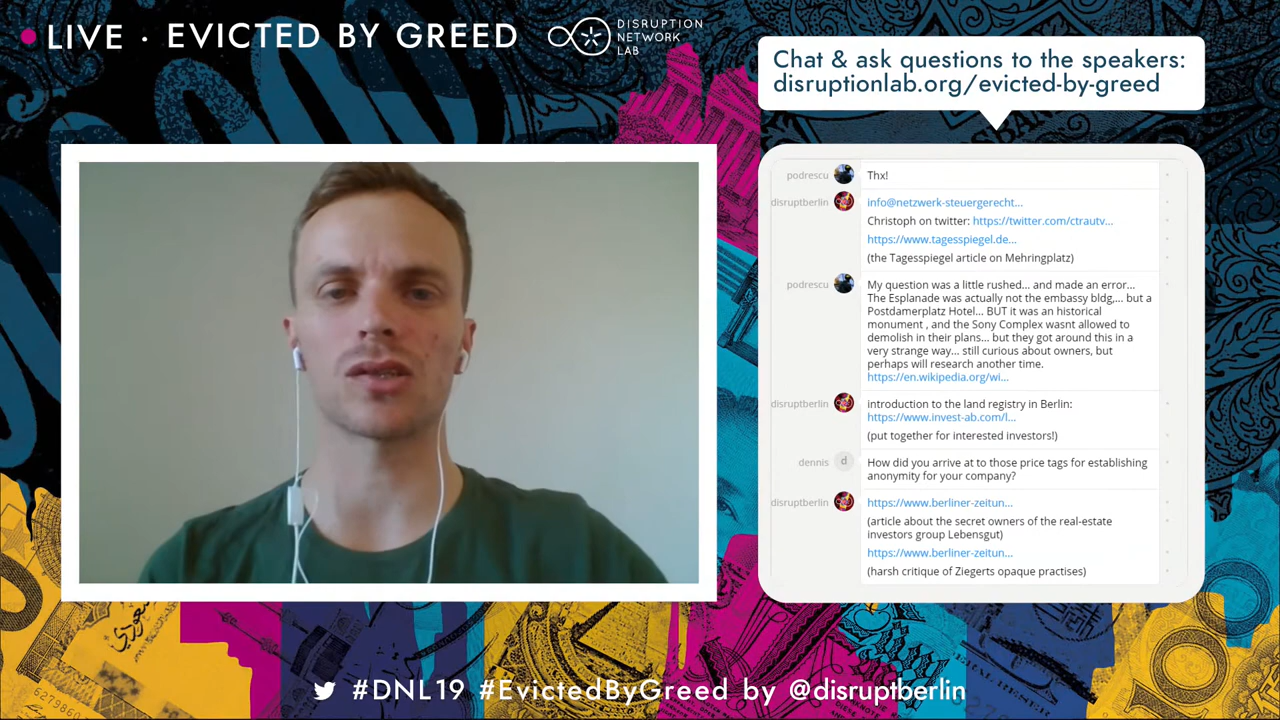 LIVE · EVICTED BY GREED
DISRUPTION
NETWORK
LAB
Chat & ask questions to the speakers:
disruptionlab.org/evicted-by-greed
podrescu
Thx!
disruptberlin
info@netzwerk-steuergerecht...
Christoph on twitter: https://twitter.com/ctrautv...
https://www.tagesspiegel.de...
(the Tagesspiegel article on Mehringplatz)
podrescu
My question was a little rushed... and made an error...
The Esplanade was actually not the embassy bldg,... but a
Postdamerplatz Hotel... BUT it was an historical
monument , and the Sony Complex wasnt allowed to
demolish in their plans... but they got around this in a
very strange way... still curious about owners, but
perhaps will research another time.
https://en.wikipedia.org/wi...
disruptberlin
introduction to the land registry in Berlin:
https://www.invest-ab.com/l...
(put together for interested investors!)
dennis
d
How did you arrive at to those price tags for establishing
anonymity for your company?
disruptberlin
https://www.berliner-zeitun...
(article about the secret owners of the real-estate
investors group Lebensgut)
https://www.berliner-zeitun...
(harsh critique of Ziegerts opaque practises)
#DNL19 #EvictedByGreed by @disruptberlin